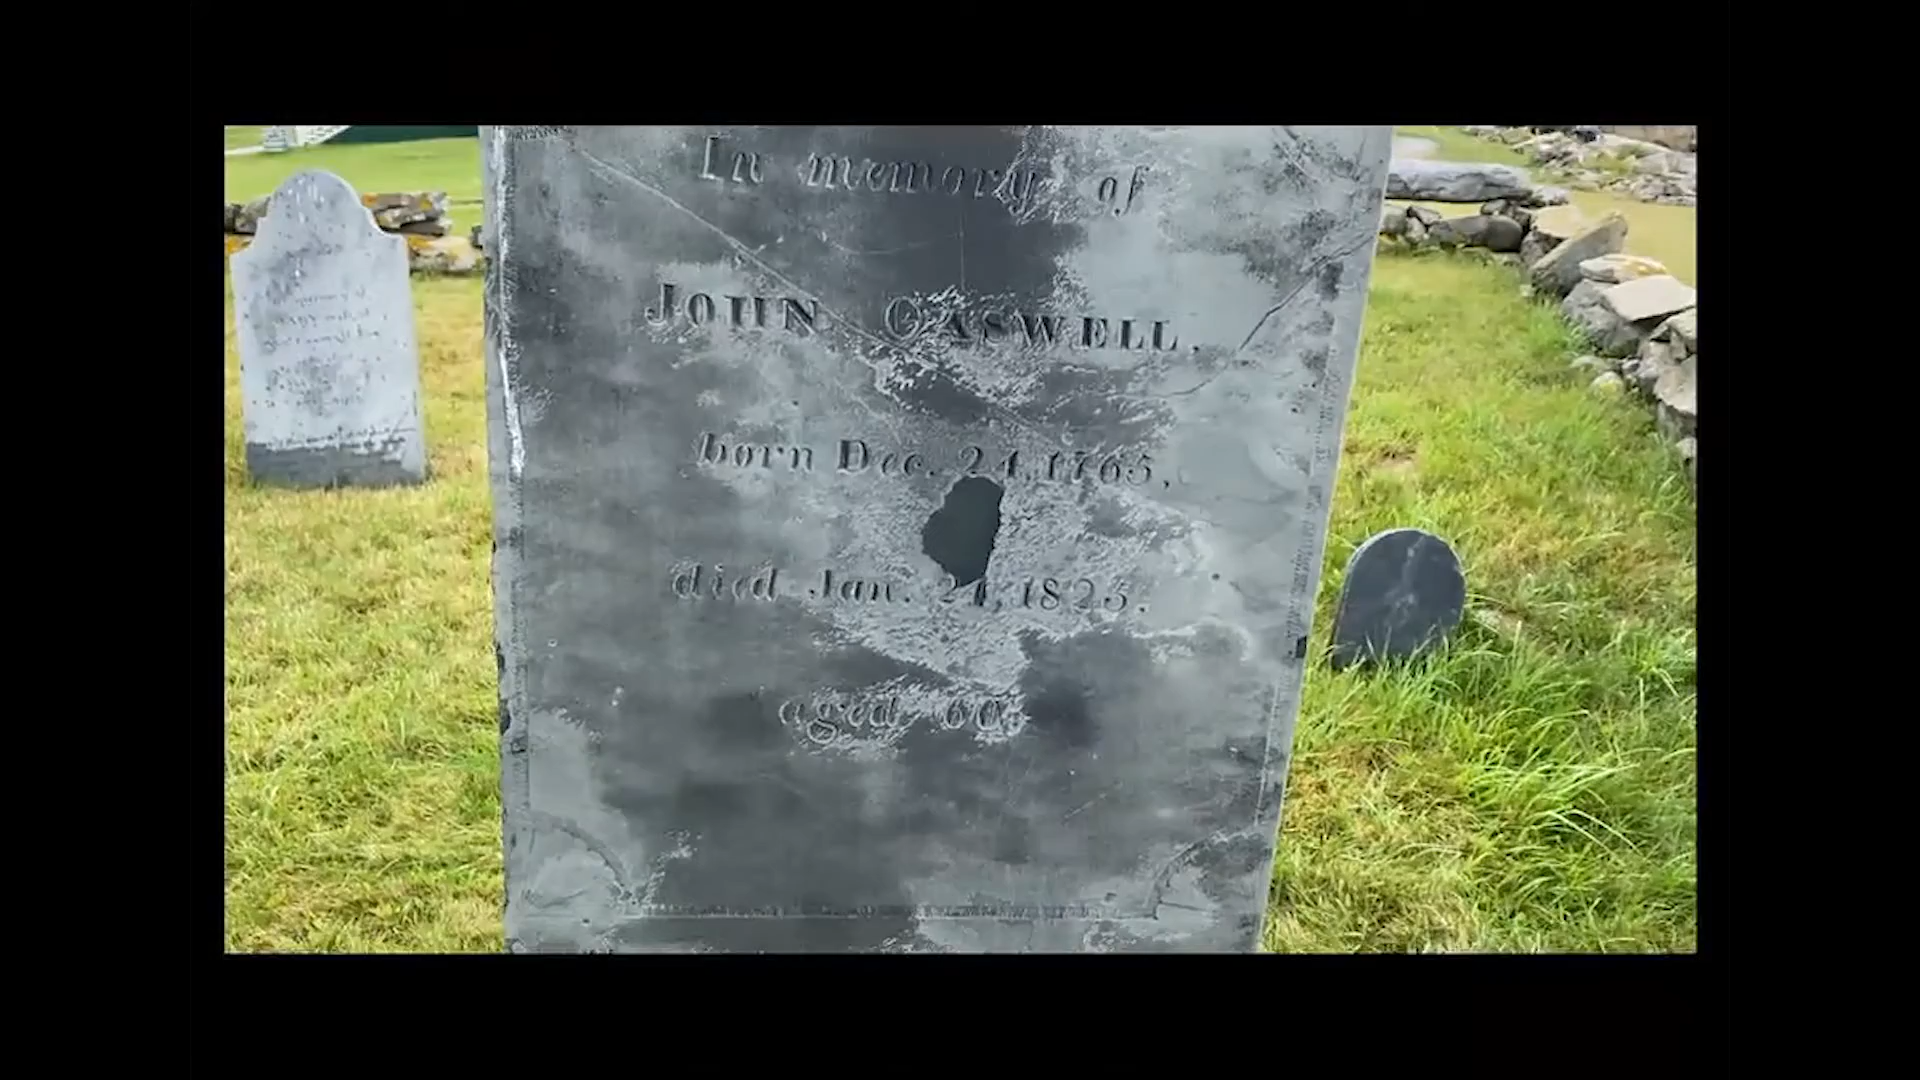 In memory of
JOHN CASWELL.
born Dec. 24, 1765,
died Jan. 24, 1825.
aged 60.